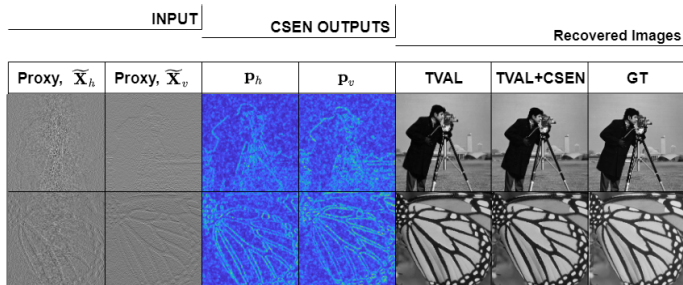 INPUT
CSEN OUTPUTS
Recovered Images
Proxy, X̃ₕ Proxy, X̃ᵥ pₕ pᵥ TVAL TVAL+CSEN GT